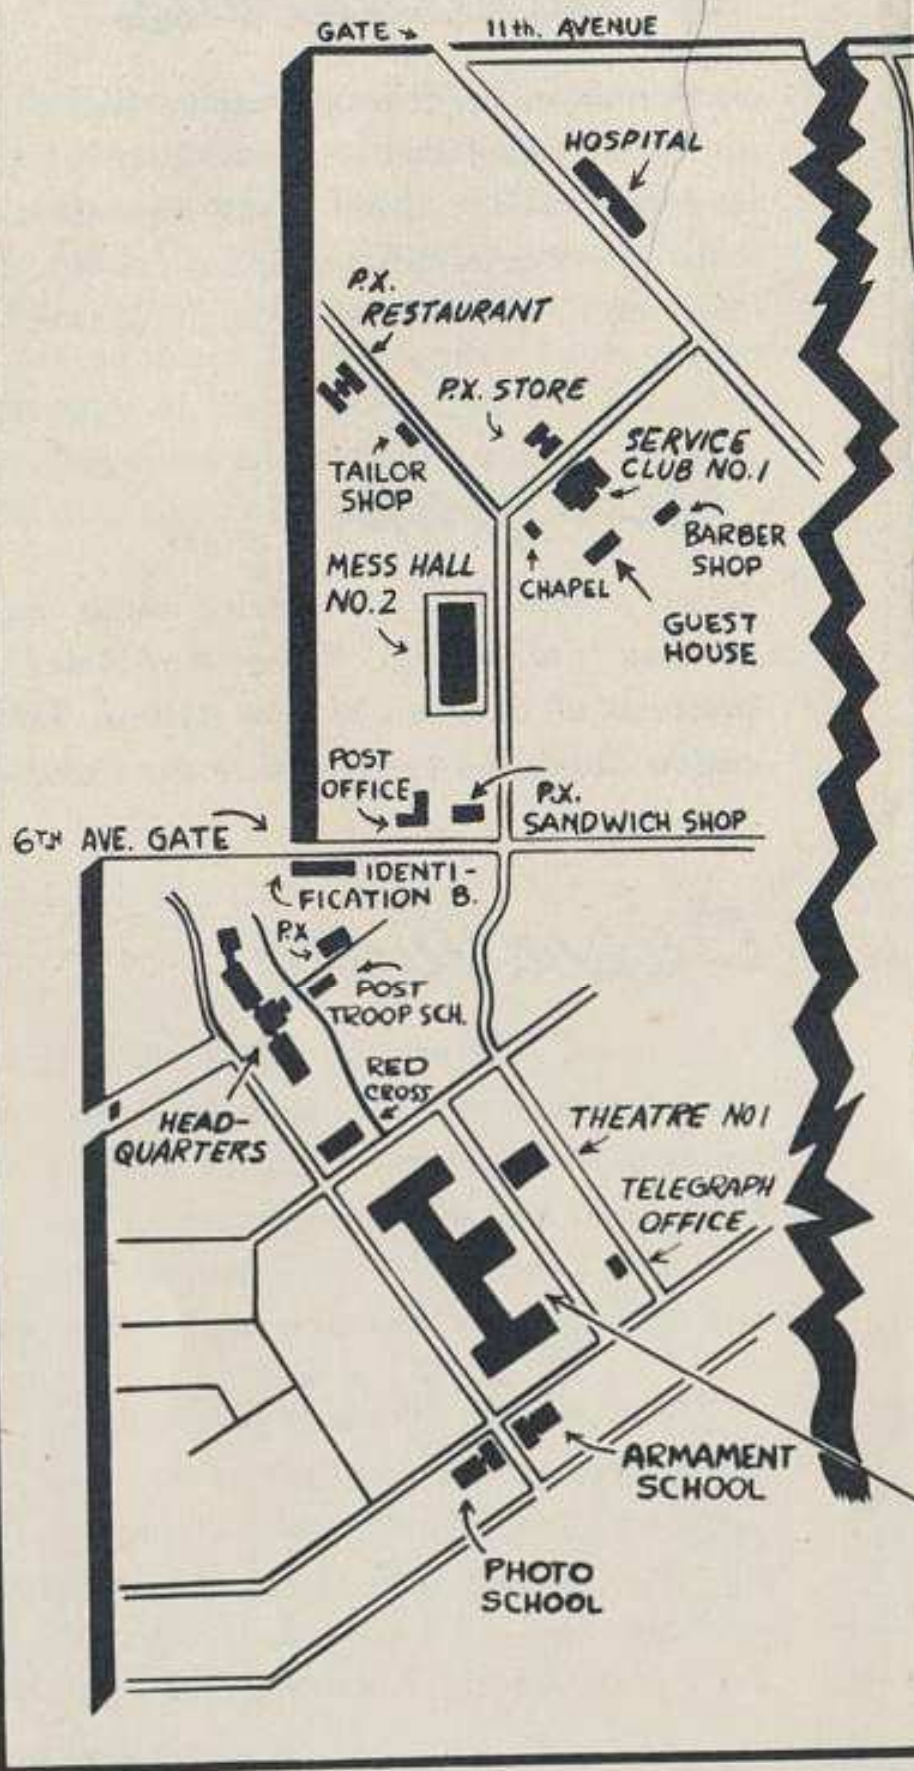 GATE
11th. AVENUE
HOSPITAL
P.X.
RESTAURANT
P.X. STORE
SERVICE
CLUB NO.1
TAILOR
SHOP
BARBER
SHOP
MESS HALL
NO.2
CHAPEL
GUEST
HOUSE
POST
OFFICE
P.X.
SANDWICH SHOP
6TH AVE. GATE
IDENTI-
FICATION B.
P.X
POST
TROOP SCH.
RED
CROSS
HEAD-
QUARTERS
THEATRE NO1
TELEGRAPH
OFFICE
ARMAMENT
SCHOOL
PHOTO
SCHOOL